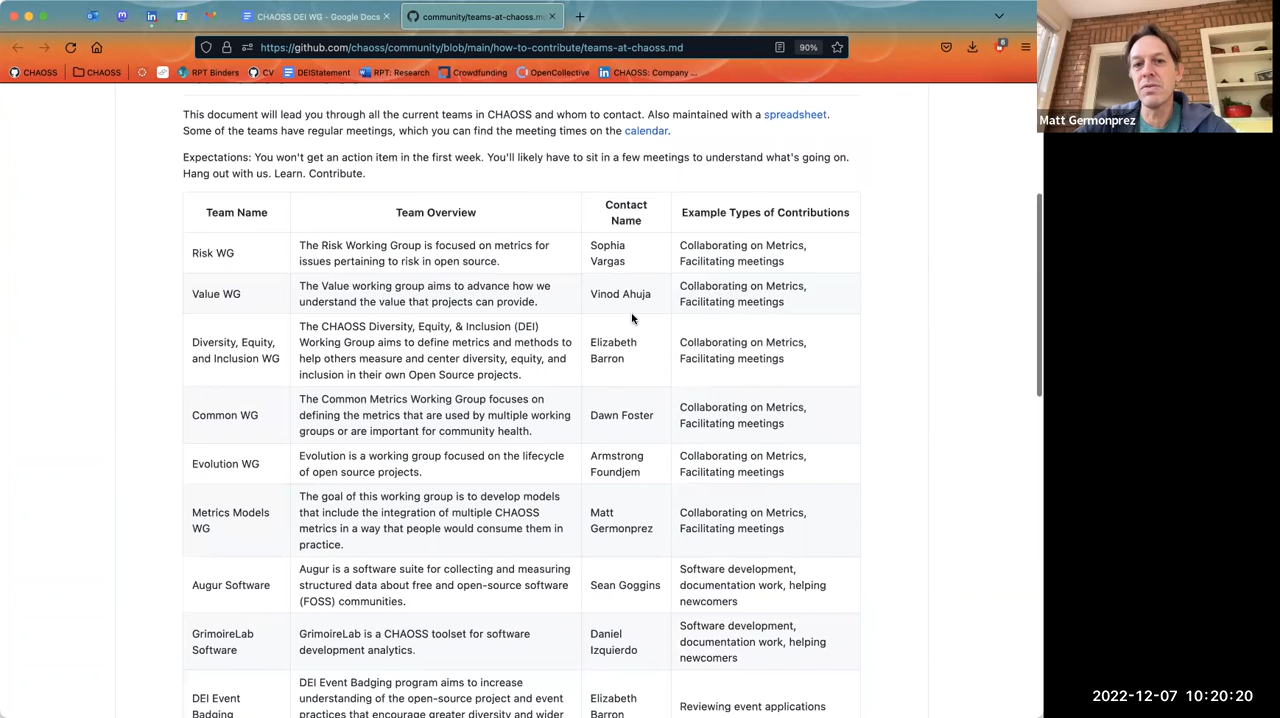 CHAOSS DEI WG - Google Docs
community/teams-at-chaoss.m
https://github.com/chaoss/community/blob/main/how-to-contribute/teams-at-chaoss.md
90%
6
CHAOSS
CHAOSS
RPT Binders
CV
DEIStatement
RPT: Research
Crowdfunding
OpenCollective
CHAOSS: Company ...
Matt Germonprez
This document will lead you through all the current teams in CHAOSS and whom to contact. Also maintained with a spreadsheet.
Some of the teams have regular meetings, which you can find the meeting times on the calendar.
Expectations: You won't get an action item in the first week. You'll likely have to sit in a few meetings to understand what's going on.
Hang out with us. Learn. Contribute.
Team Name
Team Overview
Contact
Name
Example Types of Contributions
Risk WG
The Risk Working Group is focused on metrics for
issues pertaining to risk in open source.
Sophia
Vargas
Collaborating on Metrics,
Facilitating meetings
Value WG
The Value working group aims to advance how we
understand the value that projects can provide.
Vinod Ahuja
Collaborating on Metrics,
Facilitating meetings
Diversity, Equity,
and Inclusion WG
The CHAOSS Diversity, Equity, & Inclusion (DEI)
Working Group aims to define metrics and methods to
help others measure and center diversity, equity, and
inclusion in their own Open Source projects.
Elizabeth
Barron
Collaborating on Metrics,
Facilitating meetings
Common WG
The Common Metrics Working Group focuses on
defining the metrics that are used by multiple working
groups or are important for community health.
Dawn Foster
Collaborating on Metrics,
Facilitating meetings
Evolution WG
Evolution is a working group focused on the lifecycle
of open source projects.
Armstrong
Foundjem
Collaborating on Metrics,
Facilitating meetings
Metrics Models
WG
The goal of this working group is to develop models
that include the integration of multiple CHAOSS
metrics in a way that people would consume them in
practice.
Matt
Germonprez
Collaborating on Metrics,
Facilitating meetings
Augur Software
Augur is a software suite for collecting and measuring
structured data about free and open-source software
(FOSS) communities.
Sean Goggins
Software development,
documentation work, helping
newcomers
GrimoireLab
Software
GrimoireLab is a CHAOSS toolset for software
development analytics.
Daniel
Izquierdo
Software development,
documentation work, helping
newcomers
DEI Event
Badging
DEI Event Badging program aims to increase
understanding of the open-source project and event
practices that encourage greater diversity and wider
Elizabeth
Barron
Reviewing event applications
2022-12-07 10:20:20